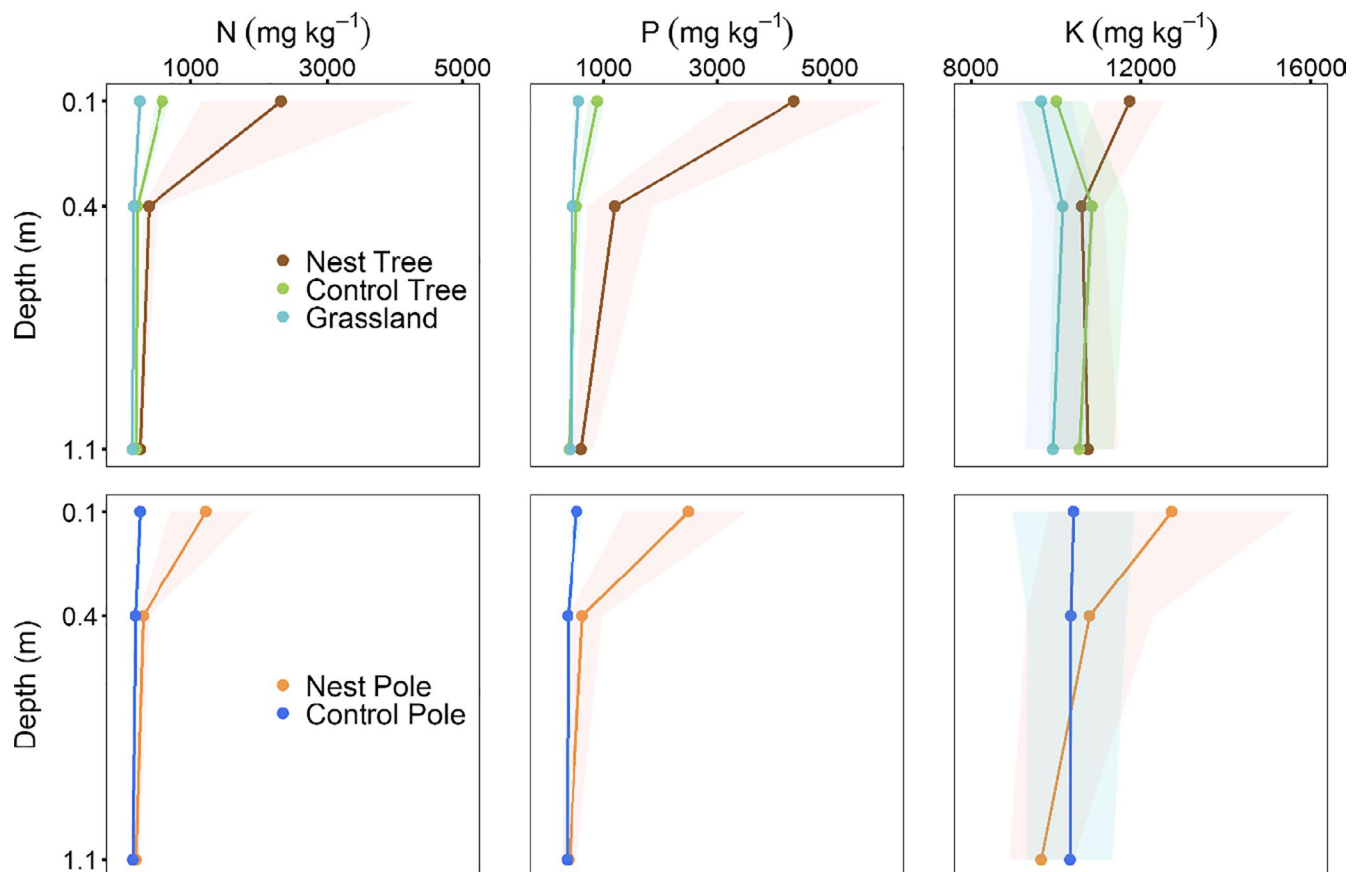 N (mg kg⁻¹) P (mg kg⁻¹) K (mg kg⁻¹)
1000 3000 5000 1000 3000 5000 8000 12000 16000
0.1
0.4
1.1
Depth (m)
Nest Tree
Control Tree
Grassland
0.1
0.4
1.1
Depth (m)
Nest Pole
Control Pole